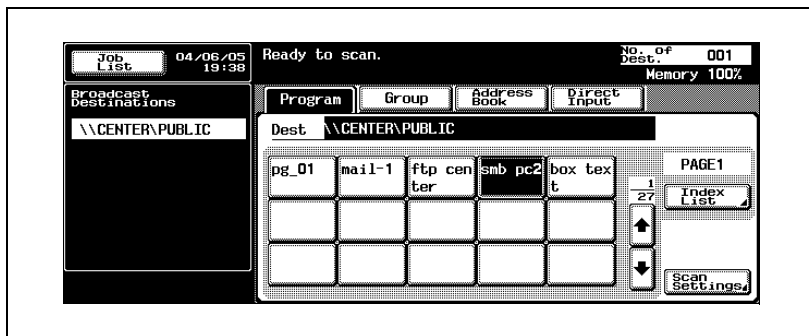 Job
List
04/06/05
19:38
Ready to scan.
No. of
Dest.
001
Memory 100%
Broadcast
Destinations
\\CENTER\PUBLIC
Program
Group
Address
Book
Direct
Input
Dest \\CENTER\PUBLIC
pg_01
mail-1
ftp cen
ter
smb pc2
box tex
t
1
27
PAGE1
Index
List
Scan
Settings